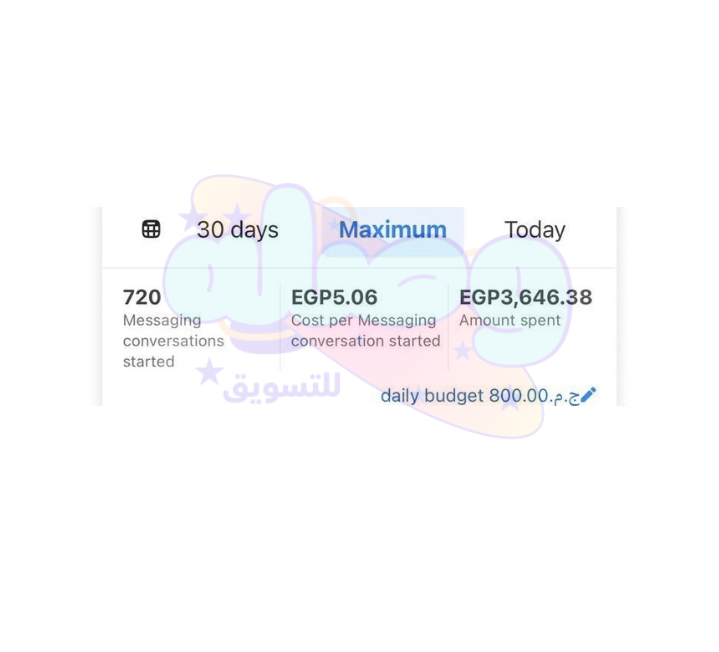 30 days Maximum Today
720 EGP5.06 EGP3,646.38
Messaging Cost per Messaging Amount spent
conversations conversation started
started
daily budget 800.00.ج.م
للتسويق